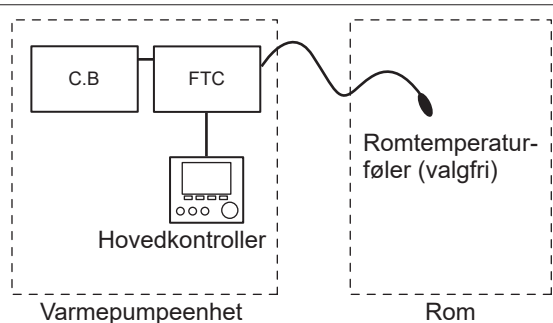 C.B
FTC
Romtemperatur-
føler (valgfri)
Hovedkontroller
Varmepumpeenhet
Rom